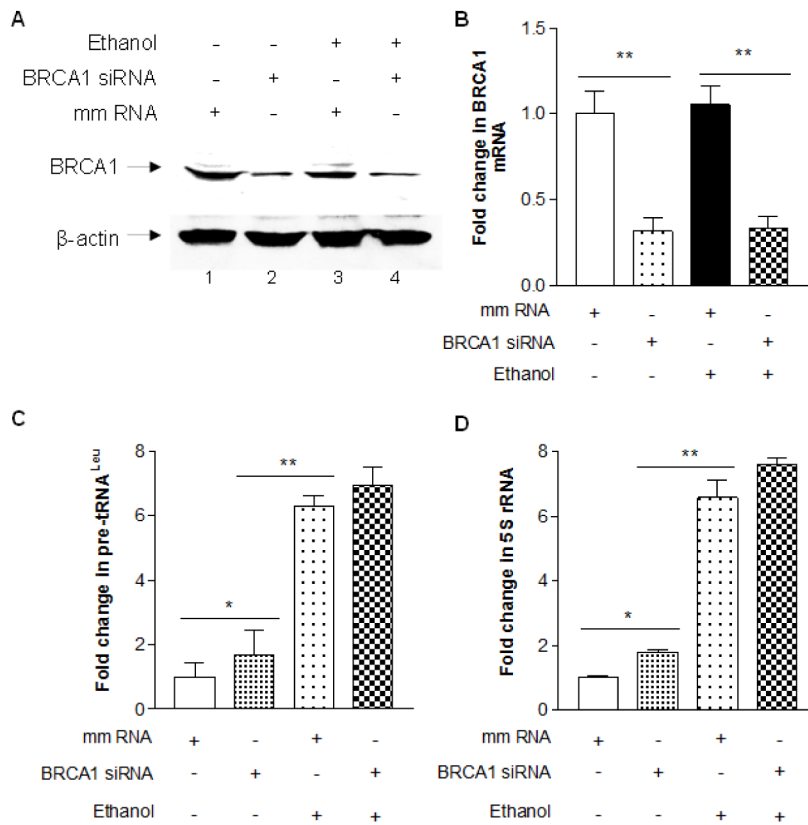 A
Ethanol - - + +
BRCA1 siRNA - + - +
mm RNA + - + -
BRCA1
β-actin
1 2 3 4
B
Fold change in BRCA1
mRNA
1.5
1.0
0.5
0.0
** **
mm RNA + - + -
BRCA1 siRNA - + - +
Ethanol - - + +
C
Fold change in pre-tRNA^Leu
8
6
4
2
0
*
**
mm RNA + - + -
BRCA1 siRNA - + - +
Ethanol - - + +
D
Fold change in 5S rRNA
8
6
4
2
0
*
**
mm RNA + - + -
BRCA1 siRNA - + - +
Ethanol - - + +